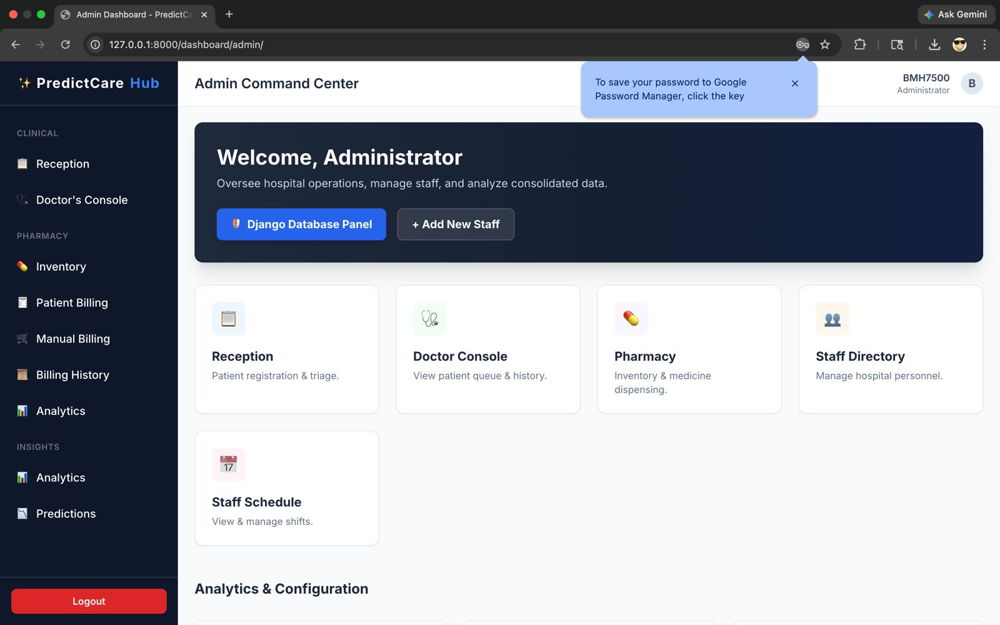 Admin Dashboard - PredictCa
Ask Gemini
127.0.0.1:8000/dashboard/admin/
To save your password to Google
Password Manager, click the key
PredictCare Hub
CLINICAL
Reception
Doctor's Console
PHARMACY
Inventory
Patient Billing
Manual Billing
Billing History
Analytics
INSIGHTS
Analytics
Predictions
Logout
Admin Command Center
BMH7500
Administrator
B
Welcome, Administrator
Oversee hospital operations, manage staff, and analyze consolidated data.
Django Database Panel
+ Add New Staff
Reception
Patient registration & triage.
Doctor Console
View patient queue & history.
Pharmacy
Inventory & medicine
dispensing.
Staff Directory
Manage hospital personnel.
17
Staff Schedule
View & manage shifts.
Analytics & Configuration